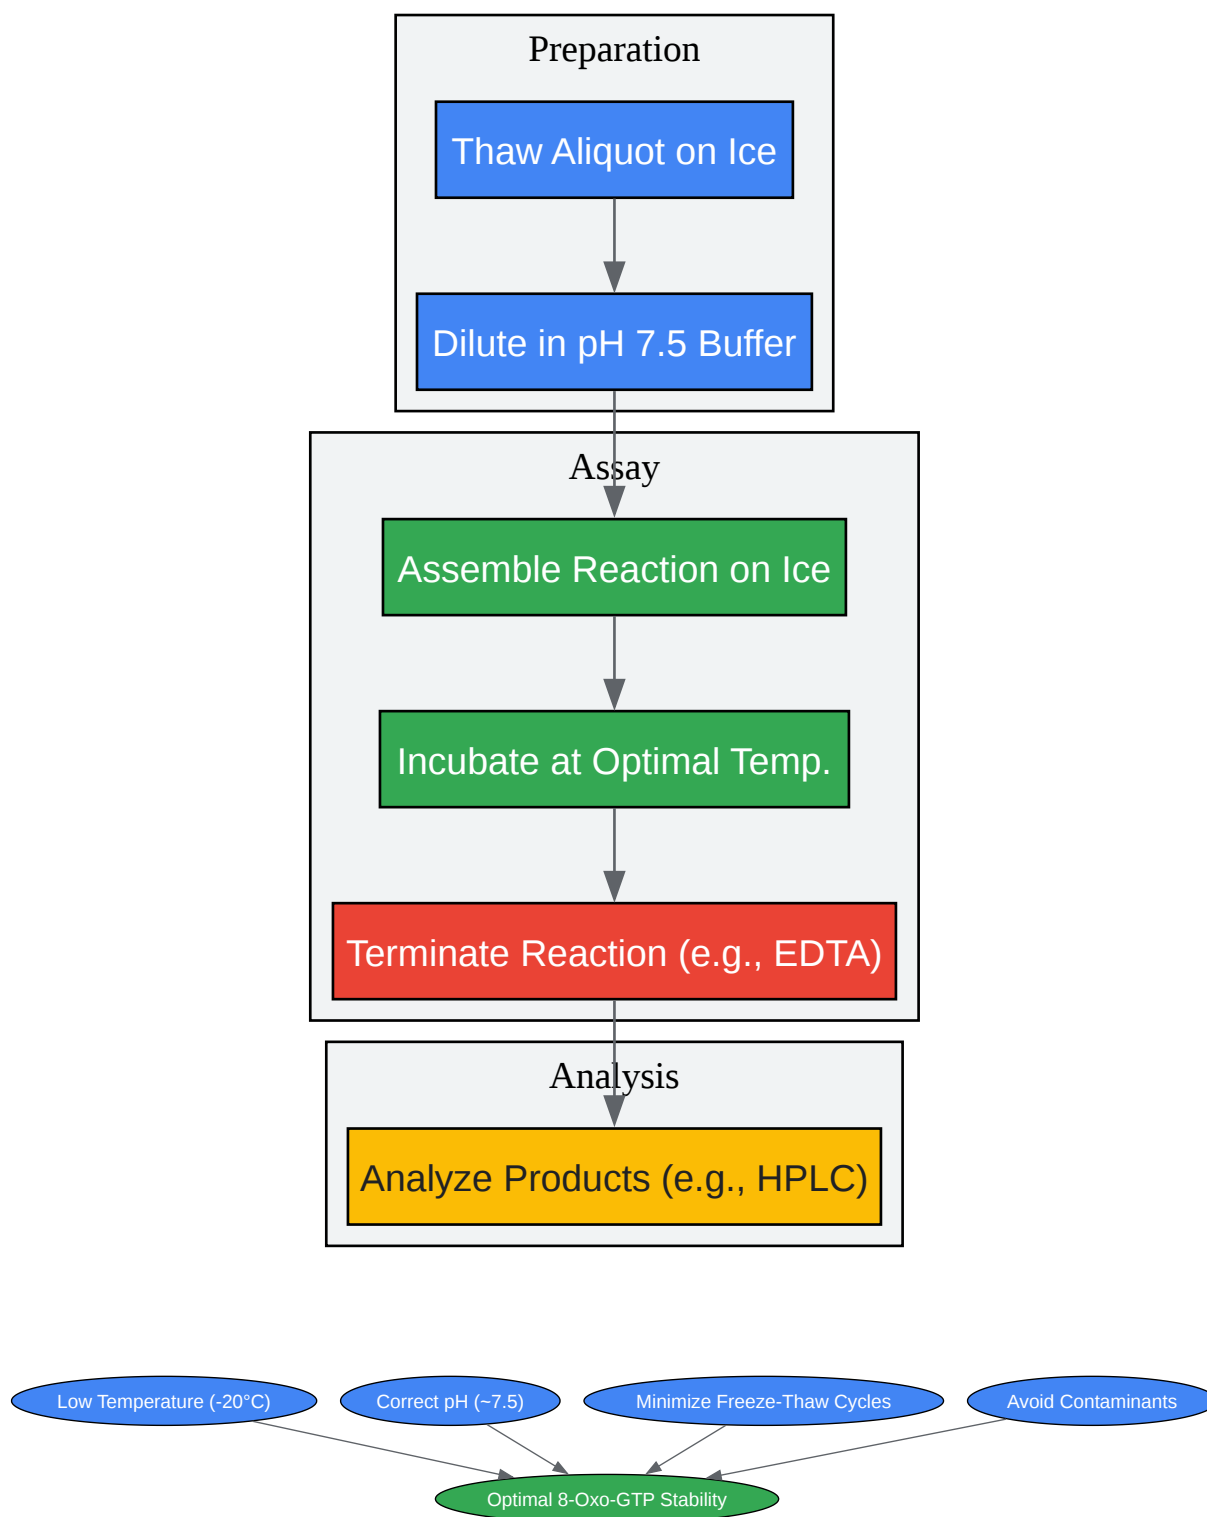 Preparation
Thaw Aliquot on Ice
Dilute in pH 7.5 Buffer
Assay
Assemble Reaction on Ice
Incubate at Optimal Temp.
Terminate Reaction (e.g., EDTA)
Analysis
Analyze Products (e.g., HPLC)
Low Temperature (-20°C)
Correct pH (~7.5)
Minimize Freeze-Thaw Cycles
Avoid Contaminants
Optimal 8-Oxo-GTP Stability